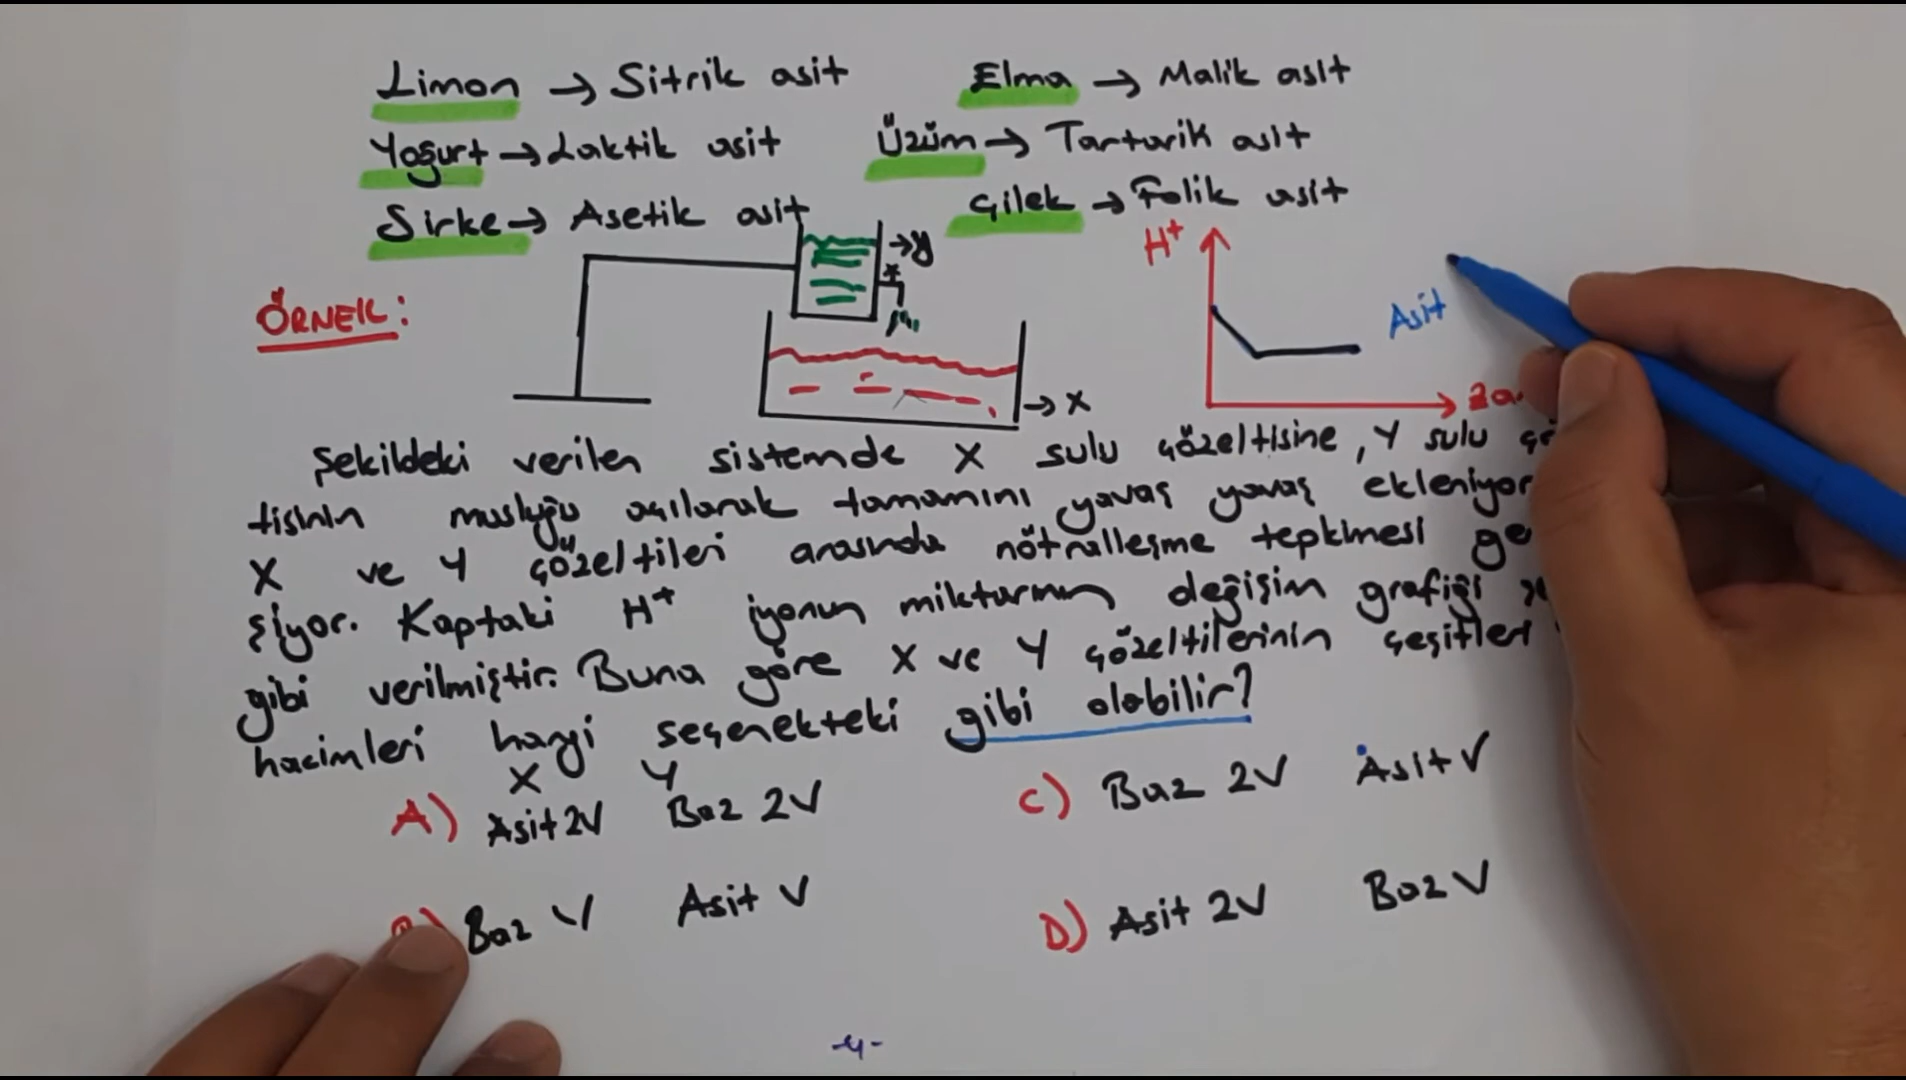 Limon → Sitrik asit Elma → Malik asit
Yoğurt → Laktik asit Üzüm → Tartarik asit
Sirke → Asetik asit Çilek → Folik asit
ÖRNEK:
→ y
H+
Asit
→ X
Şekildeki verilen sistemde X sulu çözeltisine, Y sulu
tisinin musluğu açılarak tamamını yavaş yavaş ekleniyor
X ve Y çözeltileri arasında nötralleşme tepkimesi
şiyor. Kaptaki H+ iyonun mikturının değişim grafiği
gibi verilmiştir. Buna göre X ve Y çözeltilerinin çeşitleri
hacimleri hangi seçenekteki gibi olabilir?
X Y
A) Asit 2V Baz 2V
B) Baz V Asit V
C) Baz 2V Asit V
D) Asit 2V Baz V
-4-